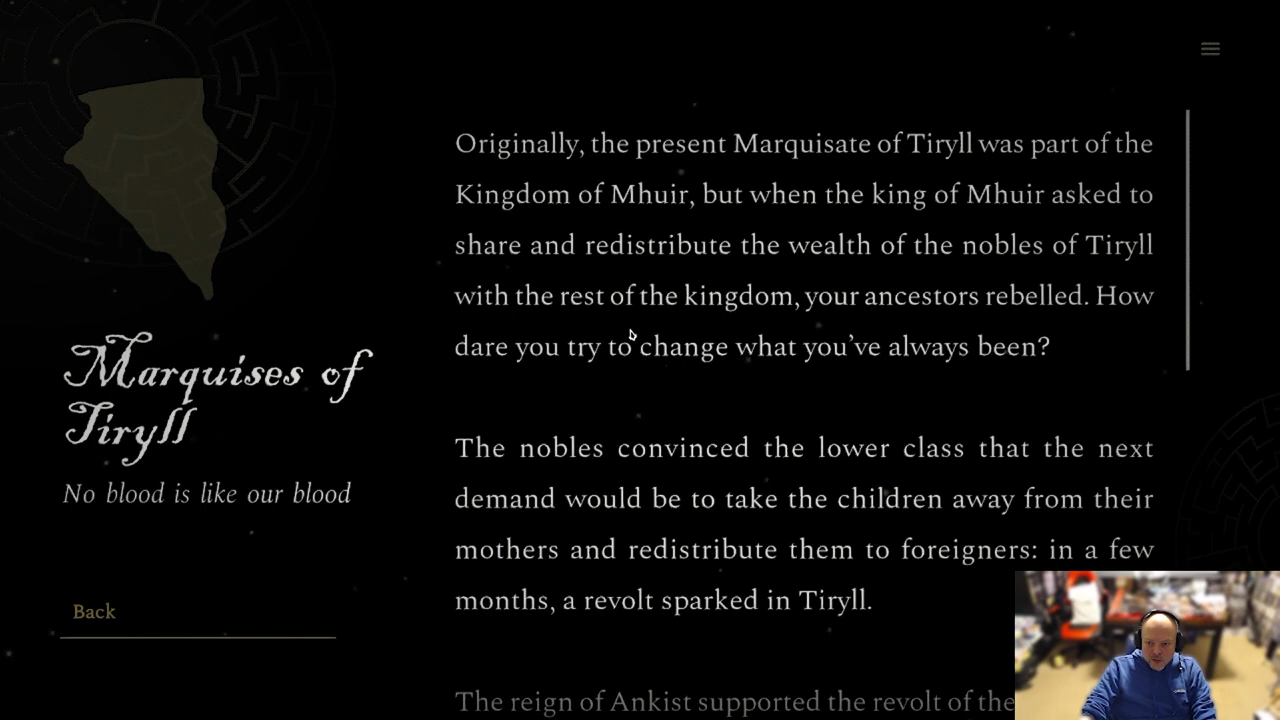 Originally, the present Marquisate of Tiryll was part of the
Kingdom of Mhuir, but when the king of Mhuir asked to
share and redistribute the wealth of the nobles of Tiryll
with the rest of the kingdom, your ancestors rebelled. How
dare you try to change what you’ve always been?
The nobles convinced the lower class that the next
demand would be to take the children away from their
mothers and redistribute them to foreigners: in a few
months, a revolt sparked in Tiryll.
The reign of Ankist supported the revolt of the
Marquises of
Tiryll
No blood is like our blood
Back